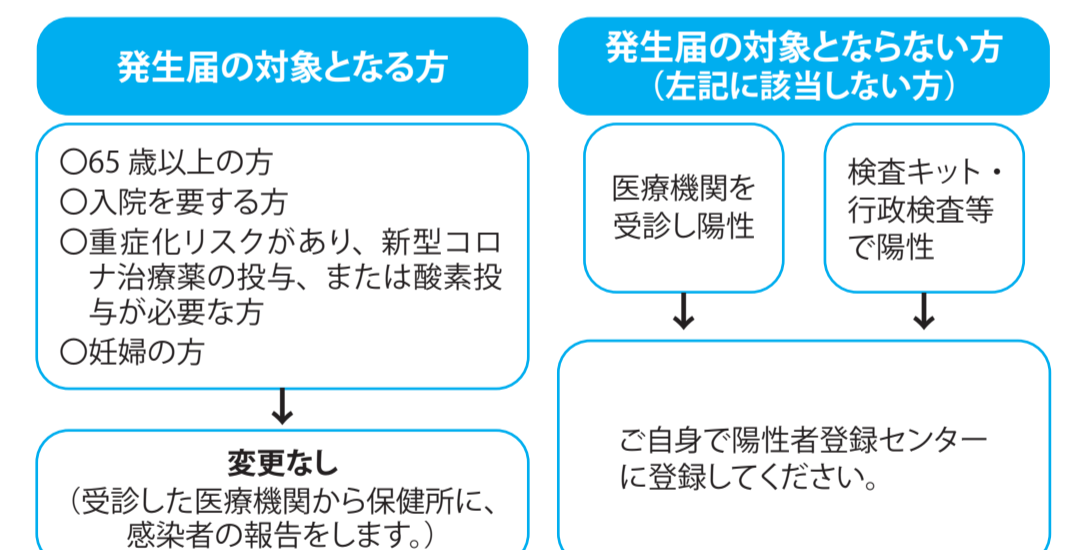 発生届の対象となる方
〇65 歳以上の方
〇入院を要する方
〇重症化リスクがあり、新型コロ
ナ治療薬の投与、または酸素投
与が必要な方
〇妊婦の方
変更なし
（受診した医療機関から保健所に、
感染者の報告をします。）
発生届の対象とならない方
（左記に該当しない方）
医療機関を
受診し陽性
検査キット・
行政検査等
で陽性
ご自身で陽性者登録センター
に登録してください。